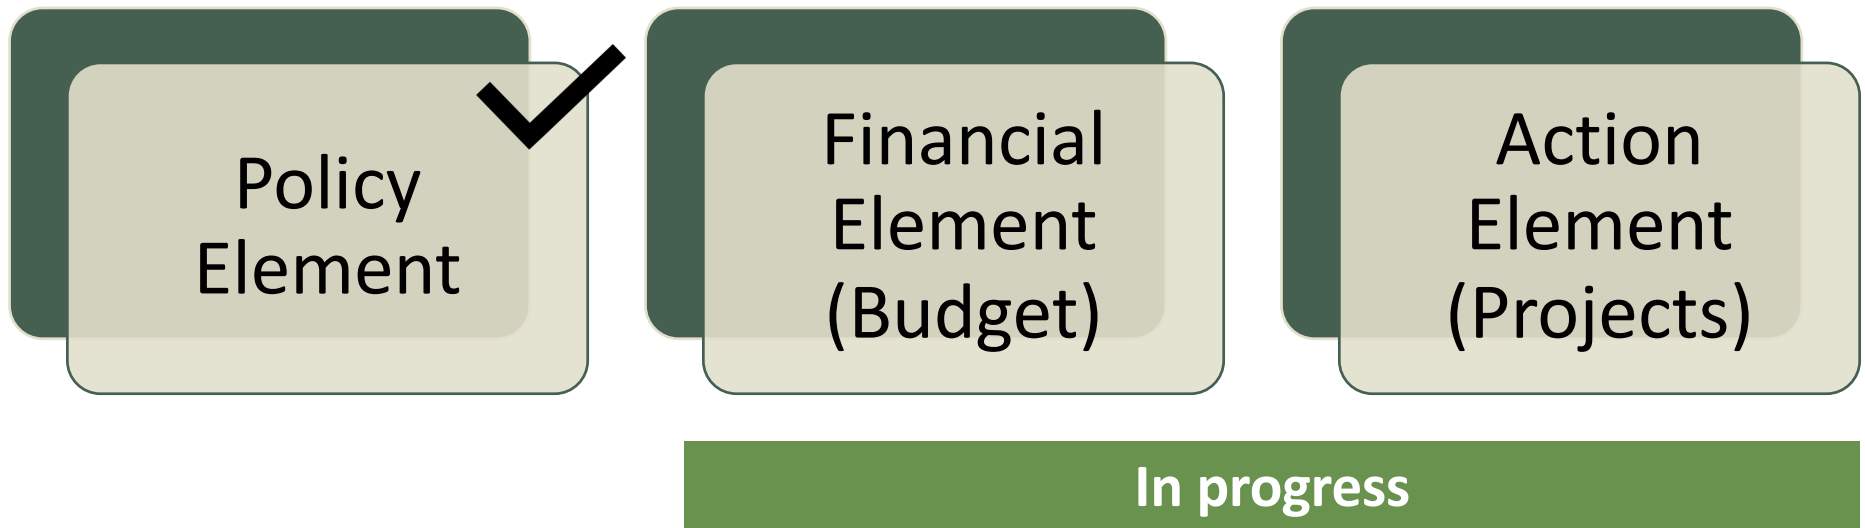 Policy
Element
Financial
Element
(Budget)
Action
Element
(Projects)
In progress